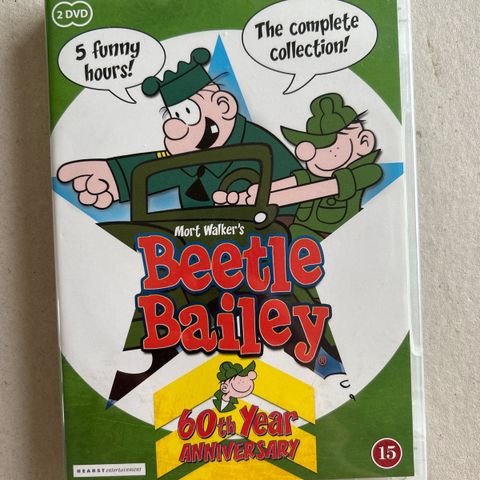 2 DVD
5 funny
hours!
The complete
collection!
Mort Walker's
Beetle
Bailey®
60th Year
ANNIVERSARY
HEARST entertainment
15